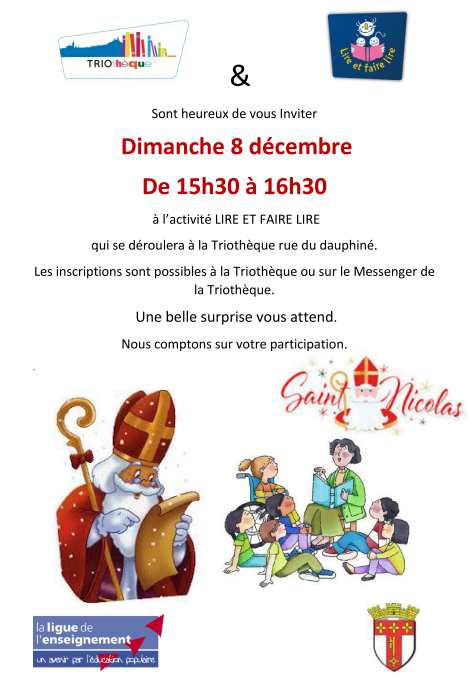 TRIOthèque
Lire et faire lire
&
Sont heureux de vous Inviter
Dimanche 8 décembre
De 15h30 à 16h30
à l'activité LIRE ET FAIRE LIRE
qui se déroulera à la Triothèque rue du dauphiné.
Les inscriptions sont possibles à la Triothèque ou sur le Messenger de
la Triothèque.
Une belle surprise vous attend.
Nous comptons sur votre participation.
.
Saint Nicolas
la ligue de
l'enseignement
un avenir par l'éducation populaire